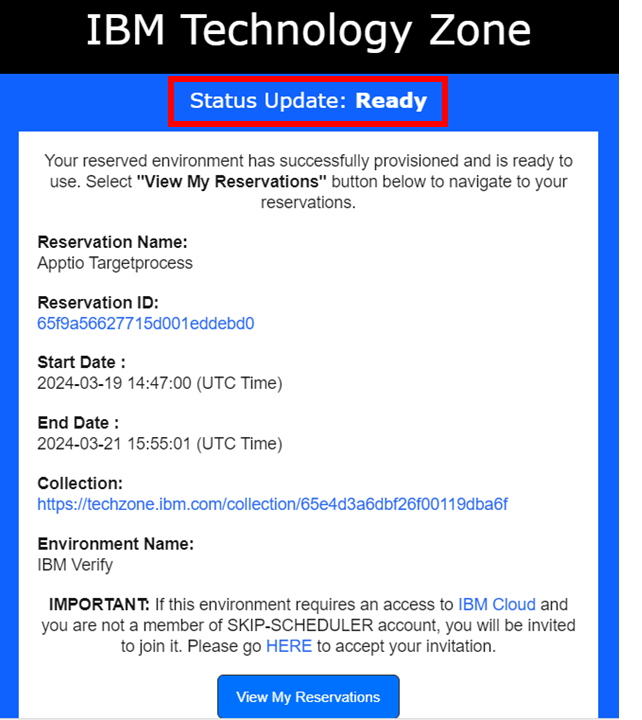 IBM Technology Zone
Status Update: Ready
Your reserved environment has successfully provisioned and is ready to
use. Select "View My Reservations" button below to navigate to your
reservations.
Reservation Name:
Apptio Targetprocess
Reservation ID:
65f9a56627715d001eddebd0
Start Date :
2024-03-19 14:47:00 (UTC Time)
End Date :
2024-03-21 15:55:01 (UTC Time)
Collection:
https://techzone.ibm.com/collection/65e4d3a6dbf26f00119dba6f
Environment Name:
IBM Verify
IMPORTANT: If this environment requires an access to IBM Cloud and
you are not a member of SKIP-SCHEDULER account, you will be invited
to join it. Please go HERE to accept your invitation.
View My Reservations